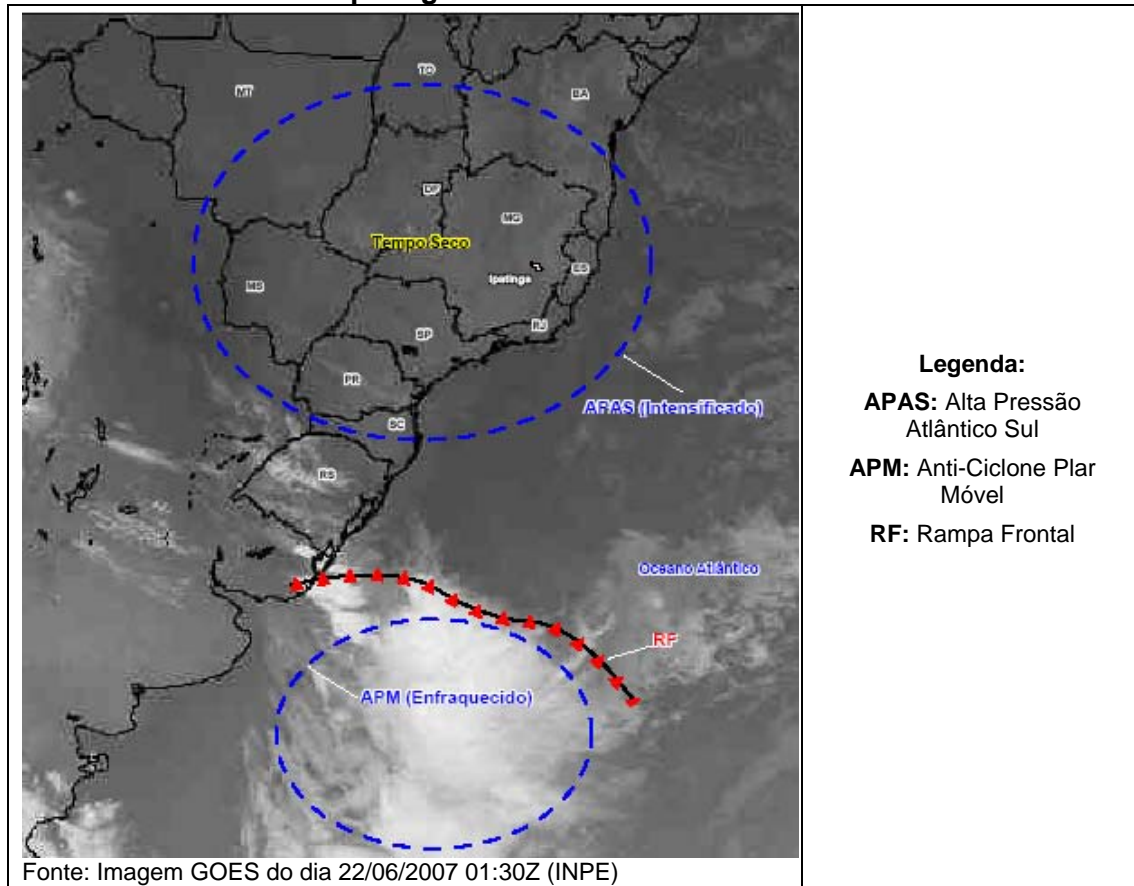 TO
MT
BA
DF
MG
Tempo Seco
Ipatinga
ES
MS
RJ
SP
PR
APAS (Intensificado)
SC
RS
Oceano Atlântico
RF
APM (Enfraquecido)
Legenda:
APAS: Alta Pressão
Atlântico Sul
APM: Anti-Ciclone Plar
Móvel
RF: Rampa Frontal
Fonte: Imagem GOES do dia 22/06/2007 01:30Z (INPE)